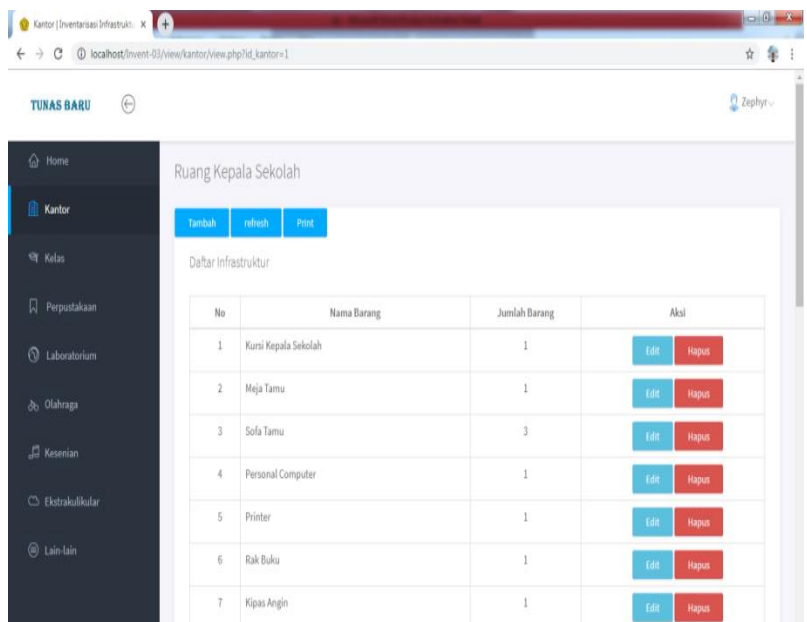 Kantor | Inventarisasi Infrastruktu
localhost/Invent-03/view/kantor/view.php?id_kantor=1
TUNAS BARU
Zephyr
Home
Kantor
Kelas
Perpustakaan
Laboratorium
Olahraga
Kesenian
Ekstrakulikular
Lain-lain
Ruang Kepala Sekolah
Tambah refresh Print
Daftar Infrastruktur
No Nama Barang Jumlah Barang Aksi
1 Kursi Kepala Sekolah 1 Edit Hapus
2 Meja Tamu 1 Edit Hapus
3 Sofa Tamu 3 Edit Hapus
4 Personal Computer 1 Edit Hapus
5 Printer 1 Edit Hapus
6 Rak Buku 1 Edit Hapus
7 Kipas Angin 1 Edit Hapus